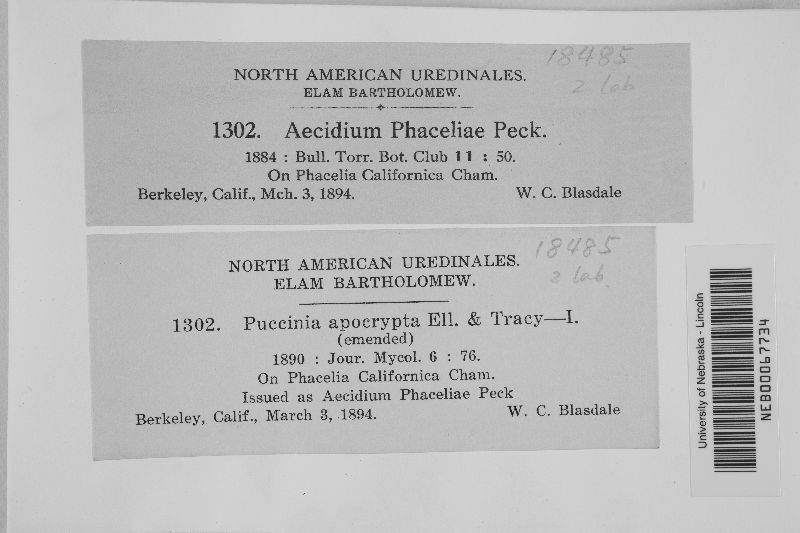 18485
2 lab
NORTH AMERICAN UREDINALES.
ELAM BARTHOLOMEW.
1302. Aecidium Phaceliae Peck.
1884 : Bull. Torr. Bot. Club 11 : 50.
On Phacelia Californica Cham.
Berkeley, Calif., Mch. 3, 1894. W. C. Blasdale
18485
2 lab.
NORTH AMERICAN UREDINALES.
ELAM BARTHOLOMEW.
1302. Puccinia apocrypta Ell. & Tracy—I.
(emended)
1890 : Jour. Mycol. 6 : 76.
On Phacelia Californica Cham.
Issued as Aecidium Phaceliae Peck
Berkeley, Calif., March 3, 1894. W. C. Blasdale
University of Nebraska - Lincoln
NEB00067734